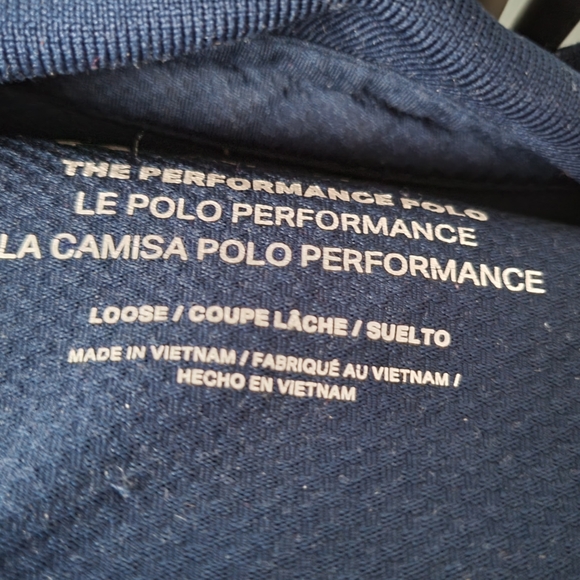 THE PERFORMANCE POLO
LE POLO PERFORMANCE
LA CAMISA POLO PERFORMANCE
LOOSE / COUPE LÂCHE / SUELTO
MADE IN VIETNAM / FABRIQUÉ AU VIETNAM /
HECHO EN VIETNAM